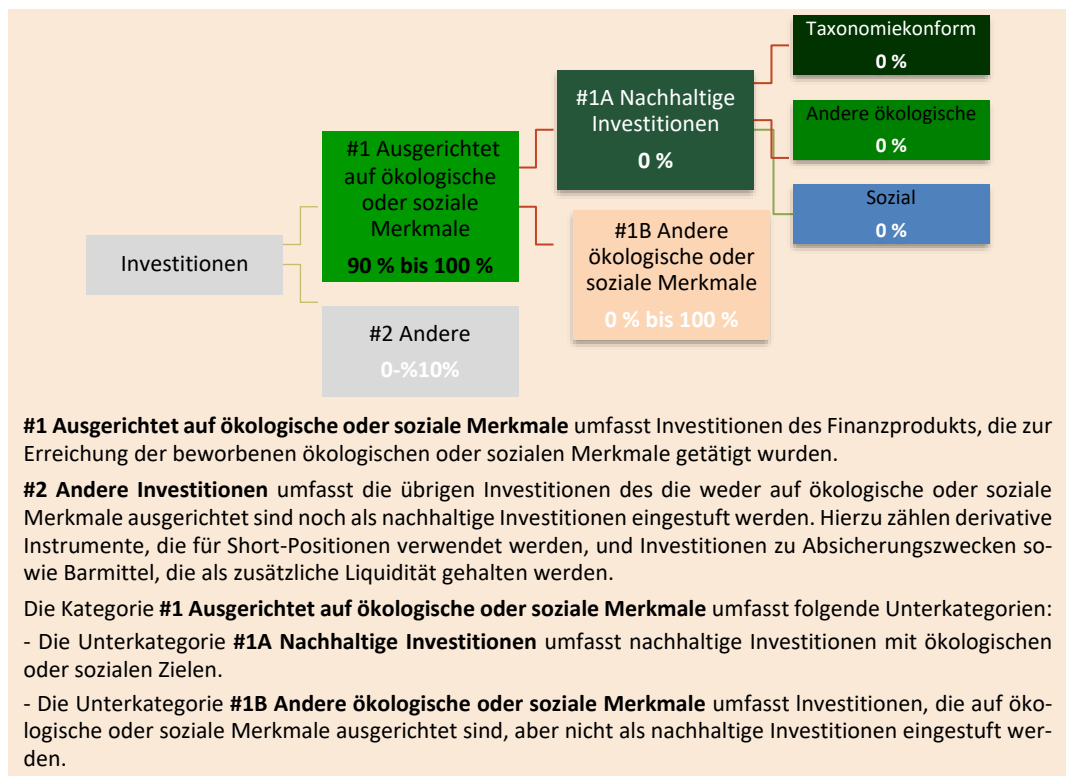 Investitionen
#1 Ausgerichtet
auf ökologische
oder soziale
Merkmale
90 % bis 100 %
#2 Andere
0-%10%
#1A Nachhaltige
Investitionen
0 %
#1B Andere
ökologische oder
soziale Merkmale
0 % bis 100 %
Taxonomiekonform
0 %
Andere ökologische
0 %
Sozial
0 %
#1 Ausgerichtet auf ökologische oder soziale Merkmale umfasst Investitionen des Finanzprodukts, die zur
Erreichung der beworbenen ökologischen oder sozialen Merkmale getätigt wurden.
#2 Andere Investitionen umfasst die übrigen Investitionen des die weder auf ökologische oder soziale
Merkmale ausgerichtet sind noch als nachhaltige Investitionen eingestuft werden. Hierzu zählen derivative
Instrumente, die für Short-Positionen verwendet werden, und Investitionen zu Absicherungszwecken so-
wie Barmittel, die als zusätzliche Liquidität gehalten werden.
Die Kategorie #1 Ausgerichtet auf ökologische oder soziale Merkmale umfasst folgende Unterkategorien:
- Die Unterkategorie #1A Nachhaltige Investitionen umfasst nachhaltige Investitionen mit ökologischen
oder sozialen Zielen.
- Die Unterkategorie #1B Andere ökologische oder soziale Merkmale umfasst Investitionen, die auf öko-
logische oder soziale Merkmale ausgerichtet sind, aber nicht als nachhaltige Investitionen eingestuft wer-
den.